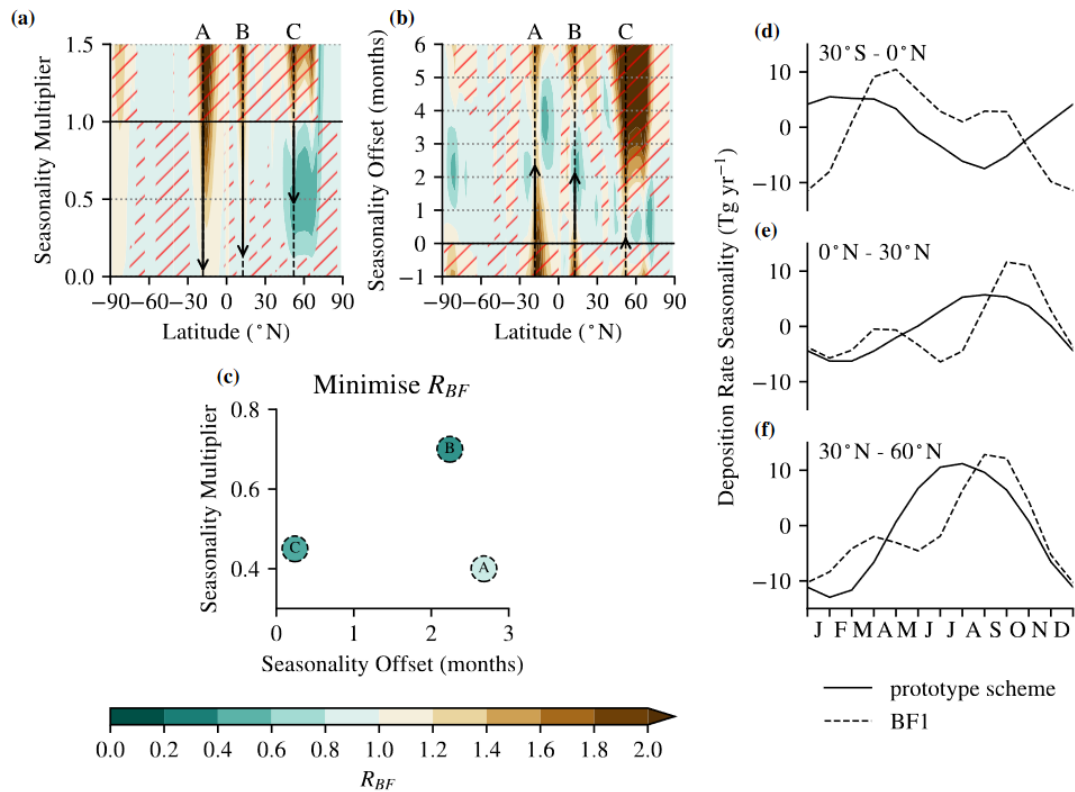 (a)
A B C
Seasonality Multiplier
1.5
1.0
0.5
0.0
−90−60−30 0 30 60 90
Latitude (°N)
(b)
A B C
Seasonality Offset (months)
6
5
4
3
2
1
0
−1
−90−60−30 0 30 60 90
Latitude (°N)
(c)
Minimise R_BF
Seasonality Multiplier
0.8
0.6
0.4
B
C
A
0 1 2 3
Seasonality Offset (months)
0.0 0.2 0.4 0.6 0.8 1.0 1.2 1.4 1.6 1.8 2.0
R_BF
Deposition Rate Seasonality (Tg yr⁻¹)
(d)
30°S - 0°N
10
0
−10
(e)
0°N - 30°N
10
0
−10
(f)
30°N - 60°N
10
0
−10
J F M A M J J A S O N D
prototype scheme
BF1